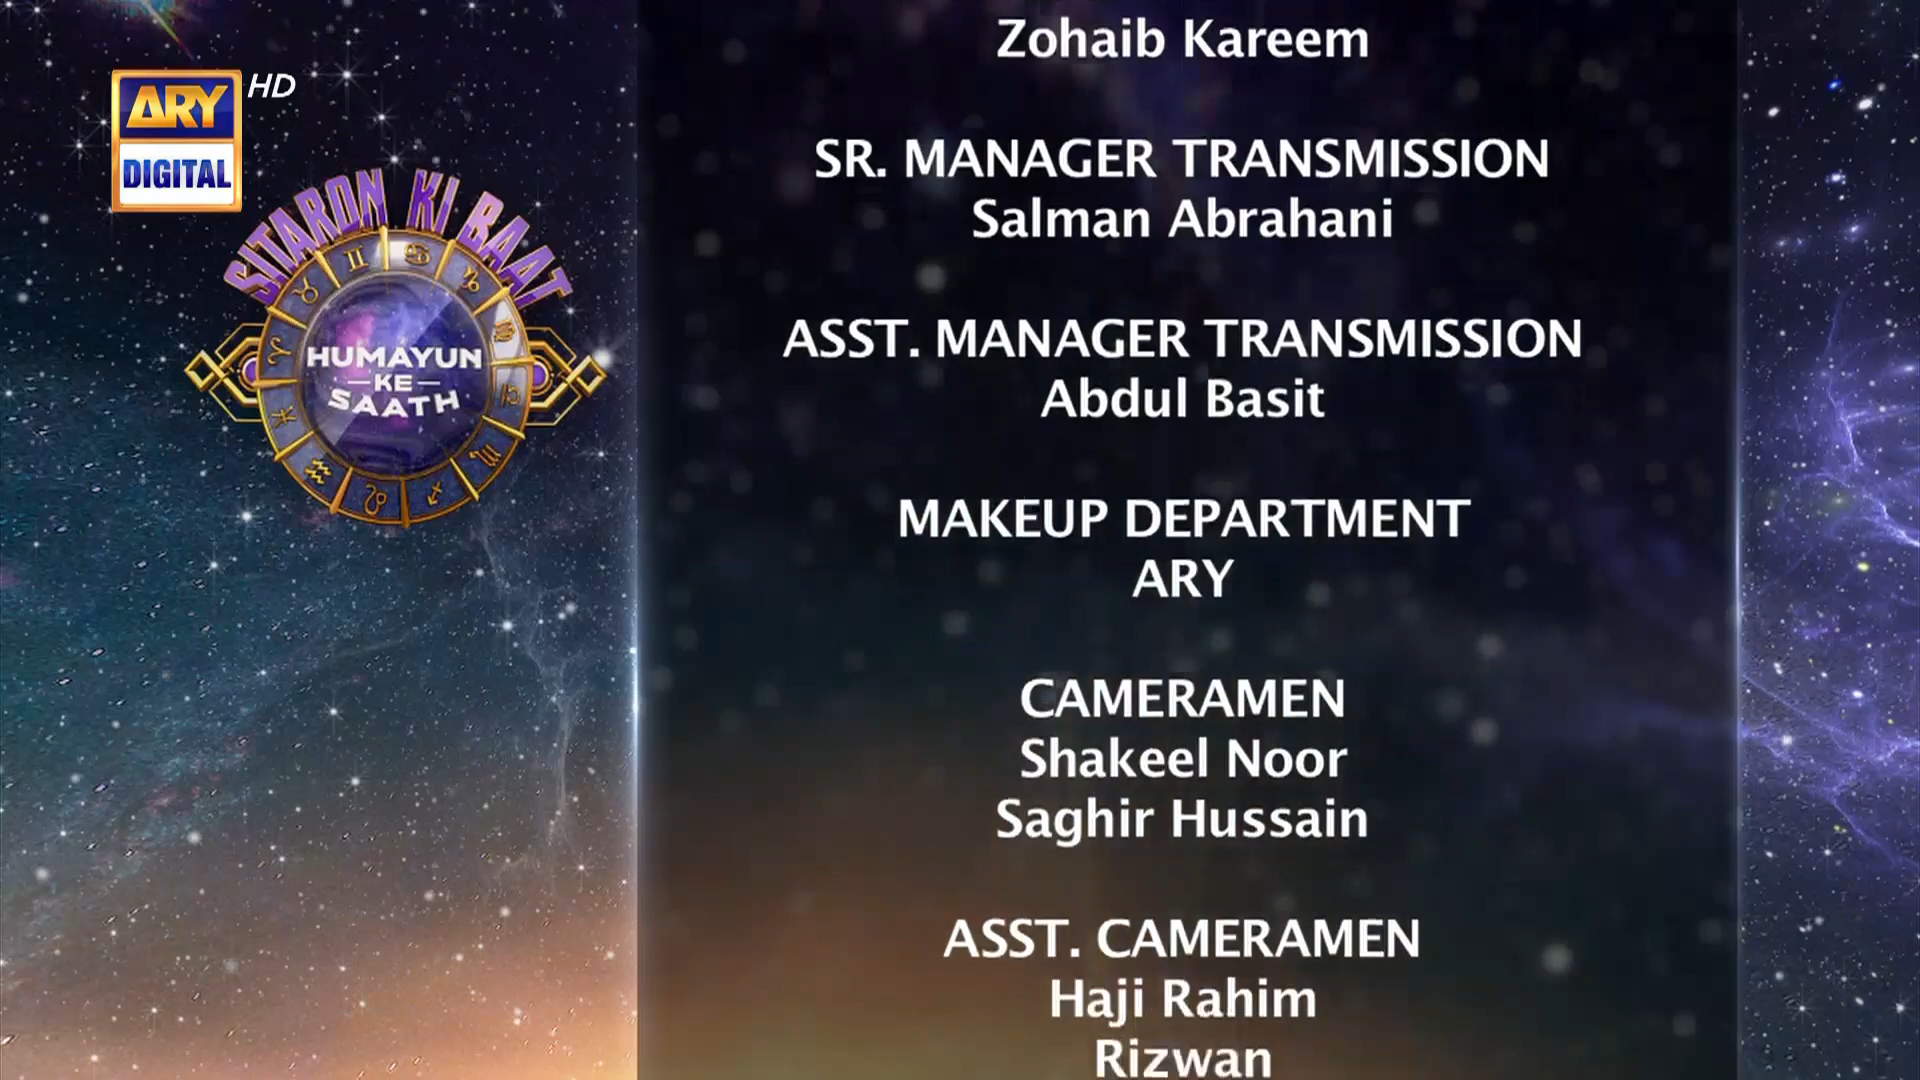 ARY
DIGITAL
HD
SITARON KI BAAT
HUMAYUN
KE
SAATH
Zohaib Kareem
SR. MANAGER TRANSMISSION
Salman Abrahani
ASST. MANAGER TRANSMISSION
Abdul Basit
MAKEUP DEPARTMENT
ARY
CAMERAMEN
Shakeel Noor
Saghir Hussain
ASST. CAMERAMEN
Haji Rahim
Rizwan